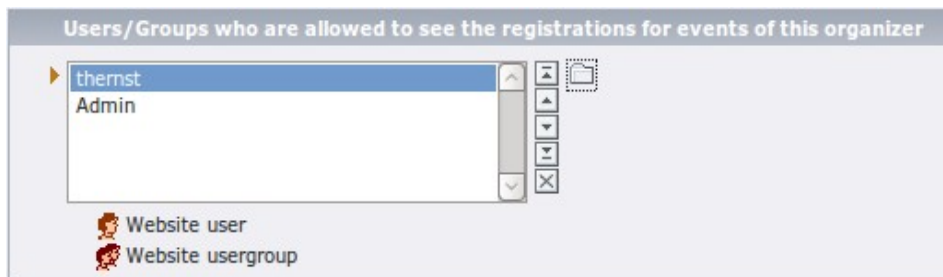 Users/Groups who are allowed to see the registrations for events of this organizer
thernst
Admin
Website user
Website usergroup